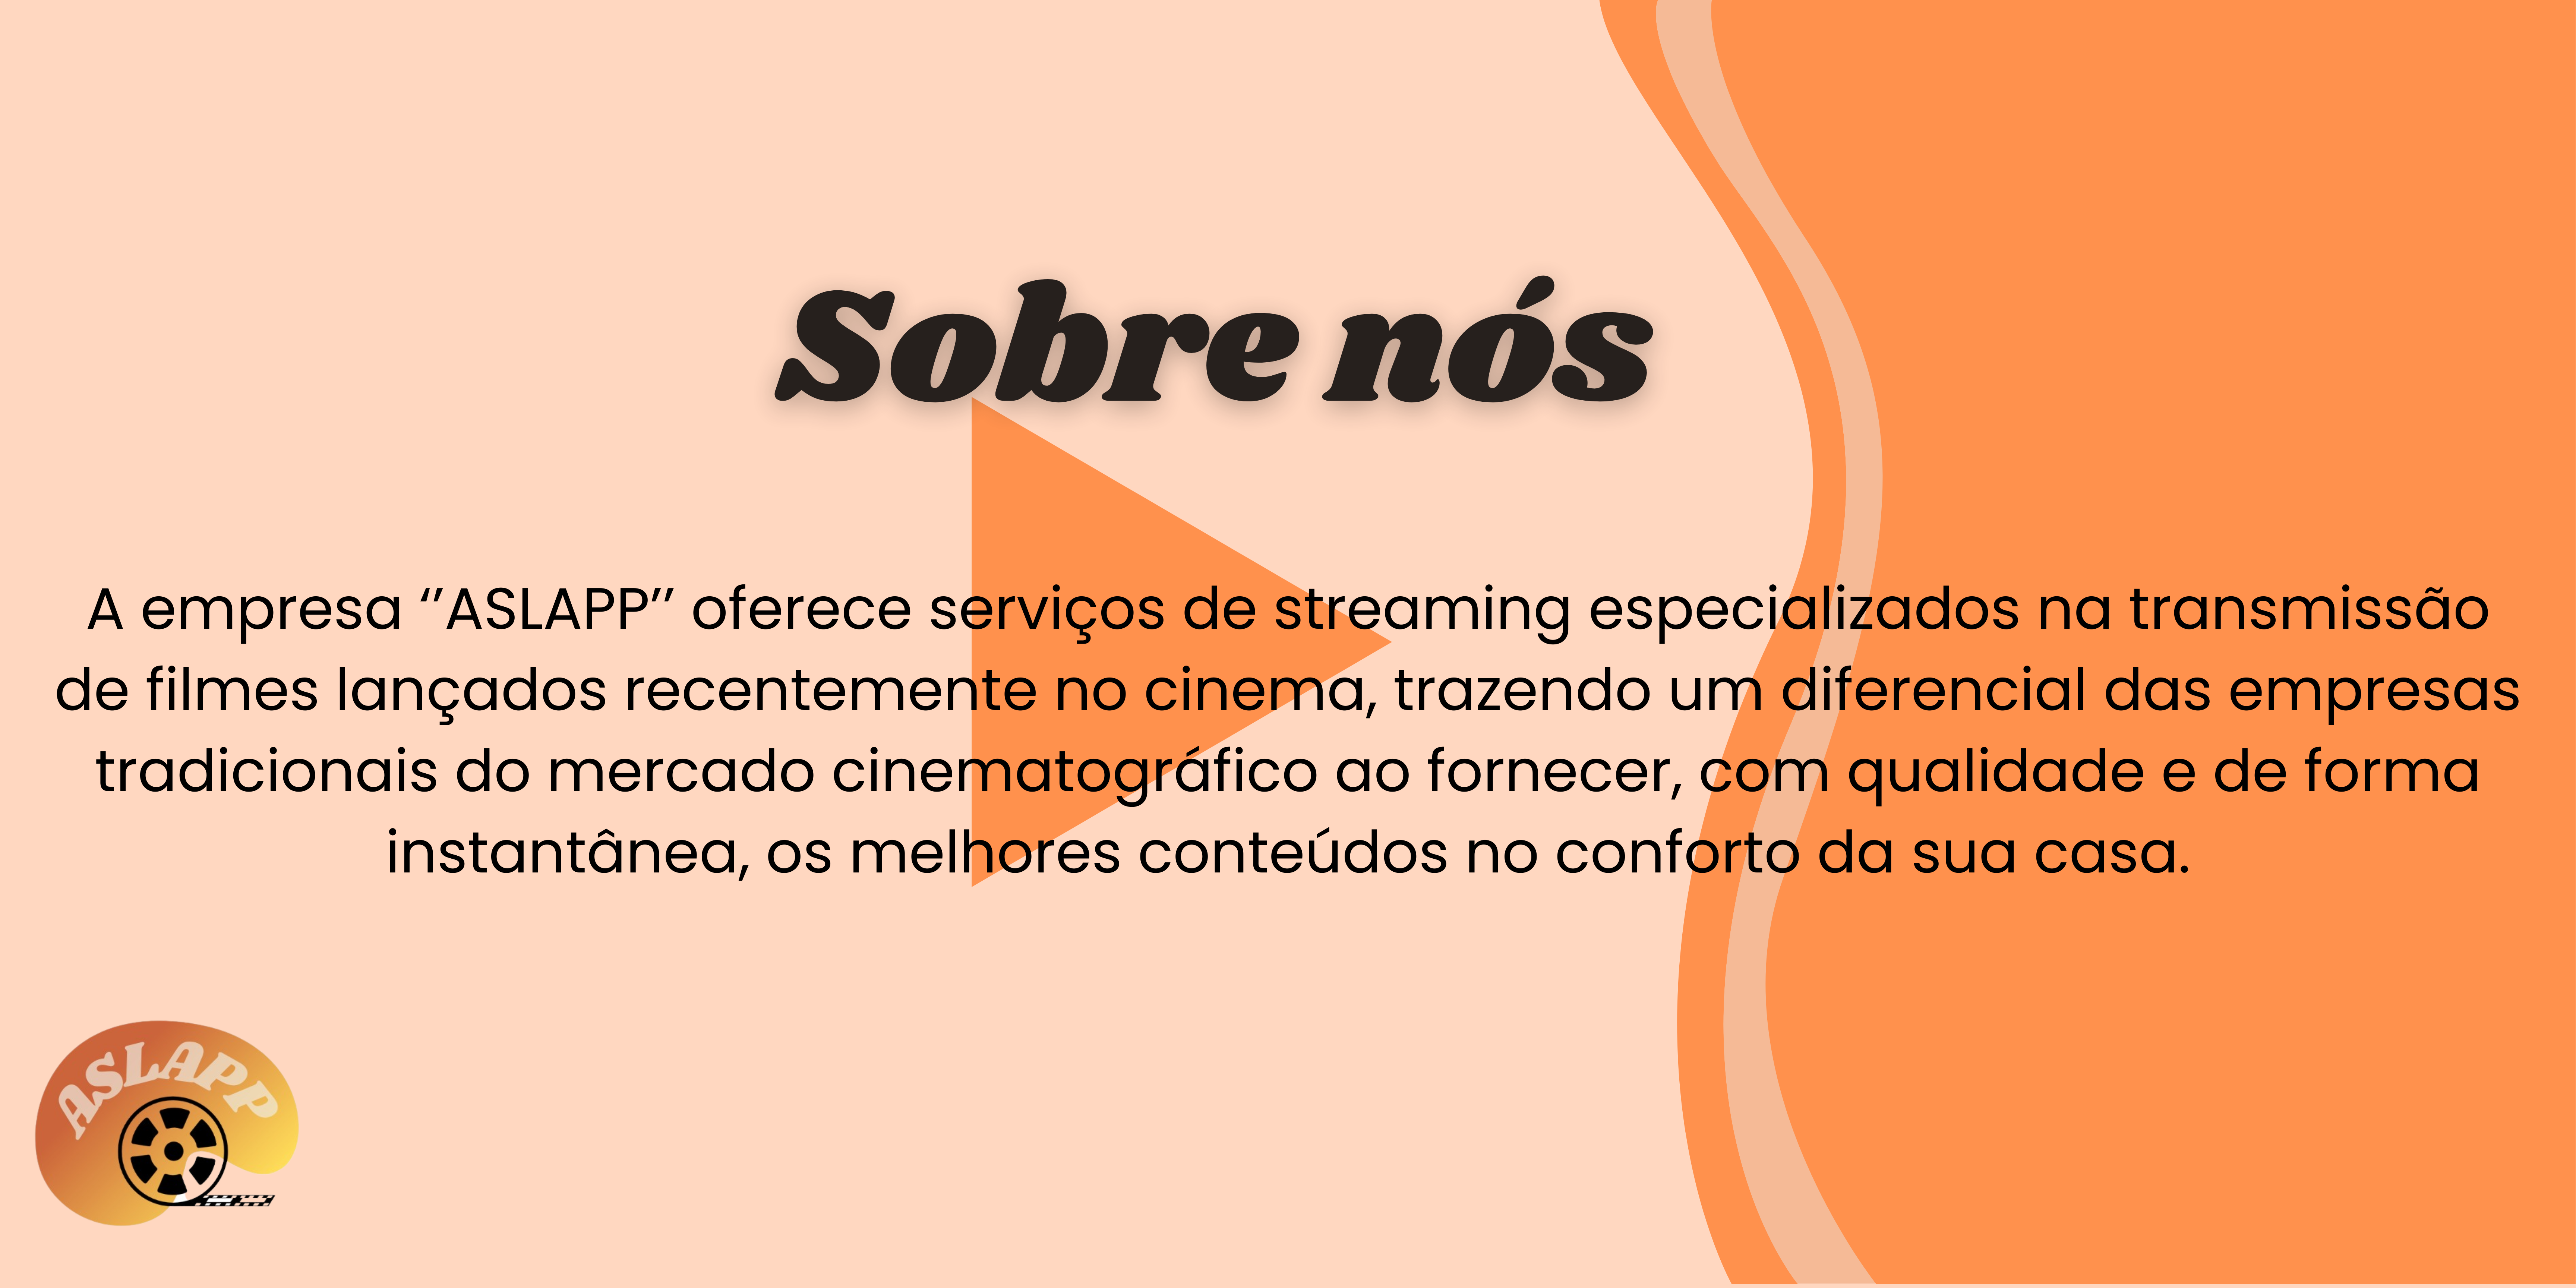 Sobre nós
A empresa ‘’ASLAPP’’ oferece serviços de streaming especializados na transmissão
de filmes lançados recentemente no cinema, trazendo um diferencial das empresas
tradicionais do mercado cinematográfico ao fornecer, com qualidade e de forma
instantânea, os melhores conteúdos no conforto da sua casa.
ASLAPP